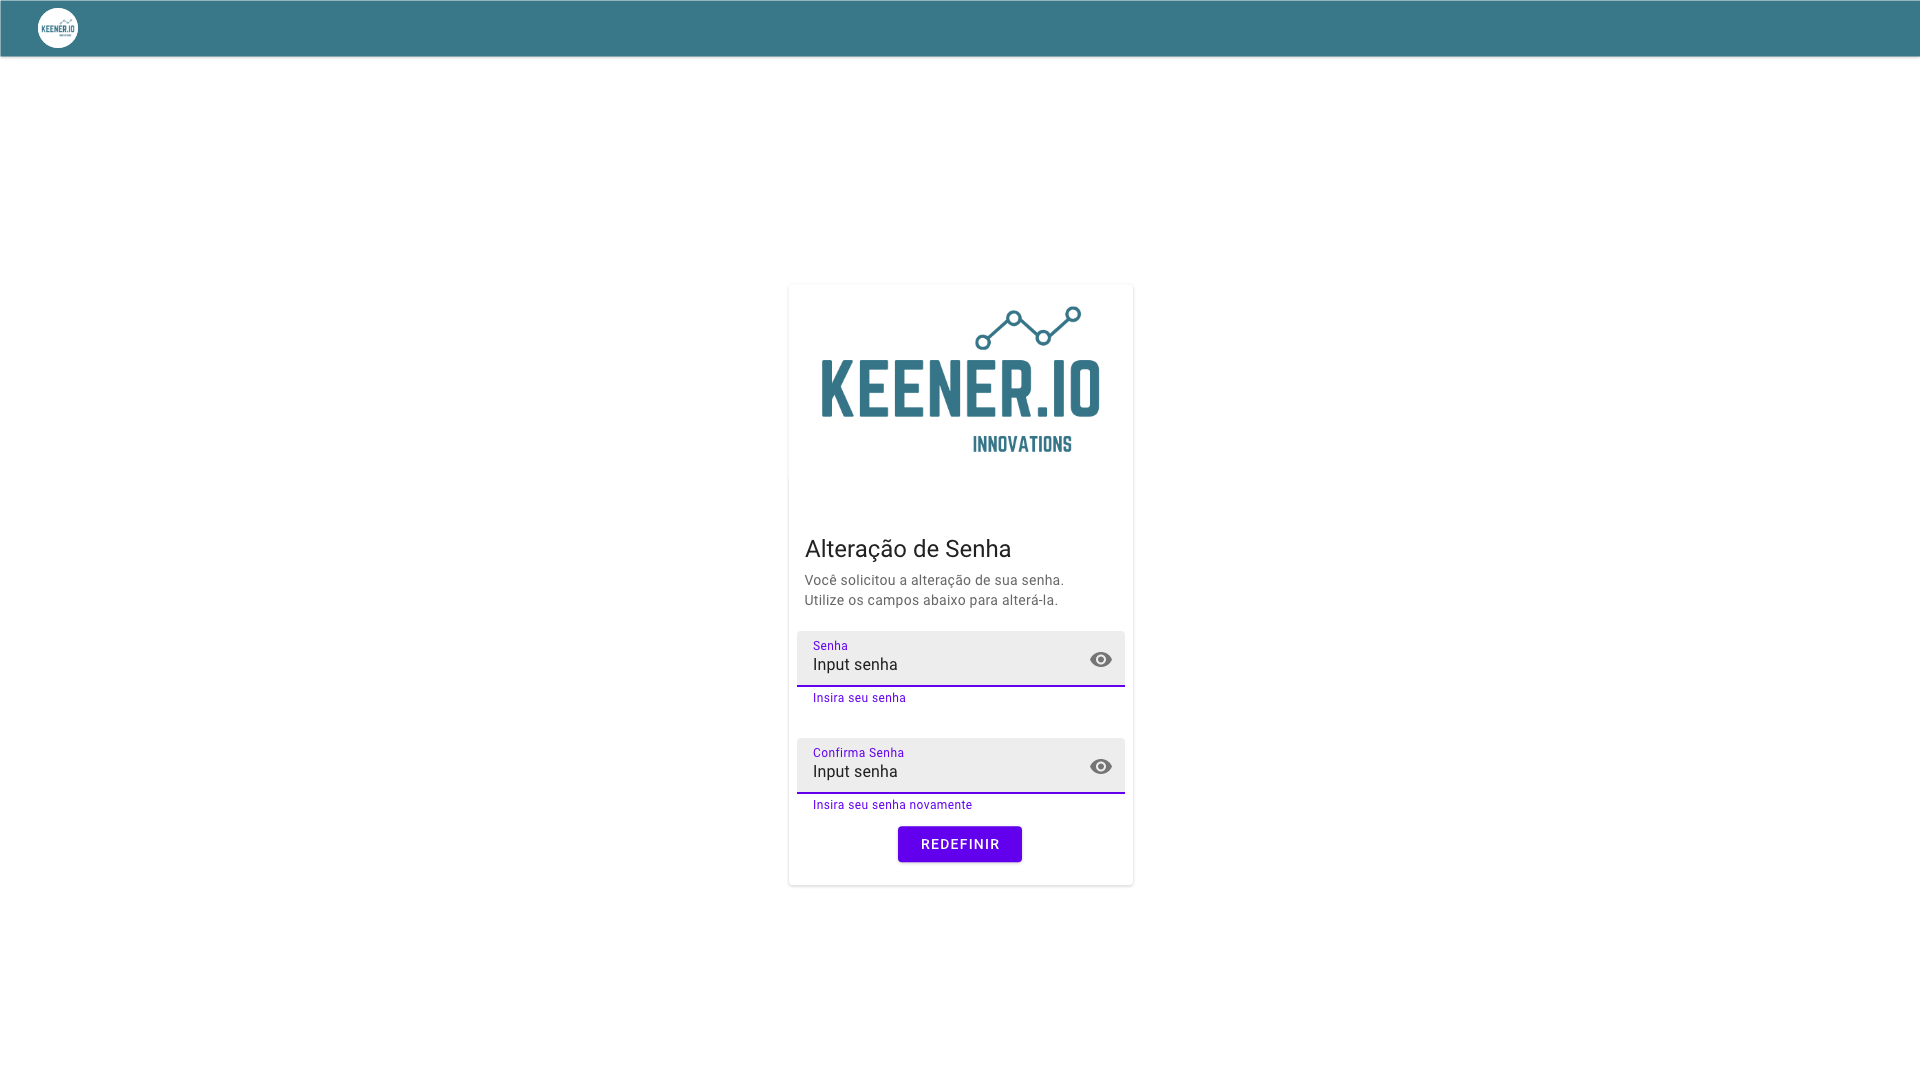 KEENER.IO
KEENER.IO
INNOVATIONS
Alteração de Senha
Você solicitou a alteração de sua senha.
Utilize os campos abaixo para alterá-la.
Senha
Input senha
Insira seu senha
Confirma Senha
Input senha
Insira seu senha novamente
REDEFINIR